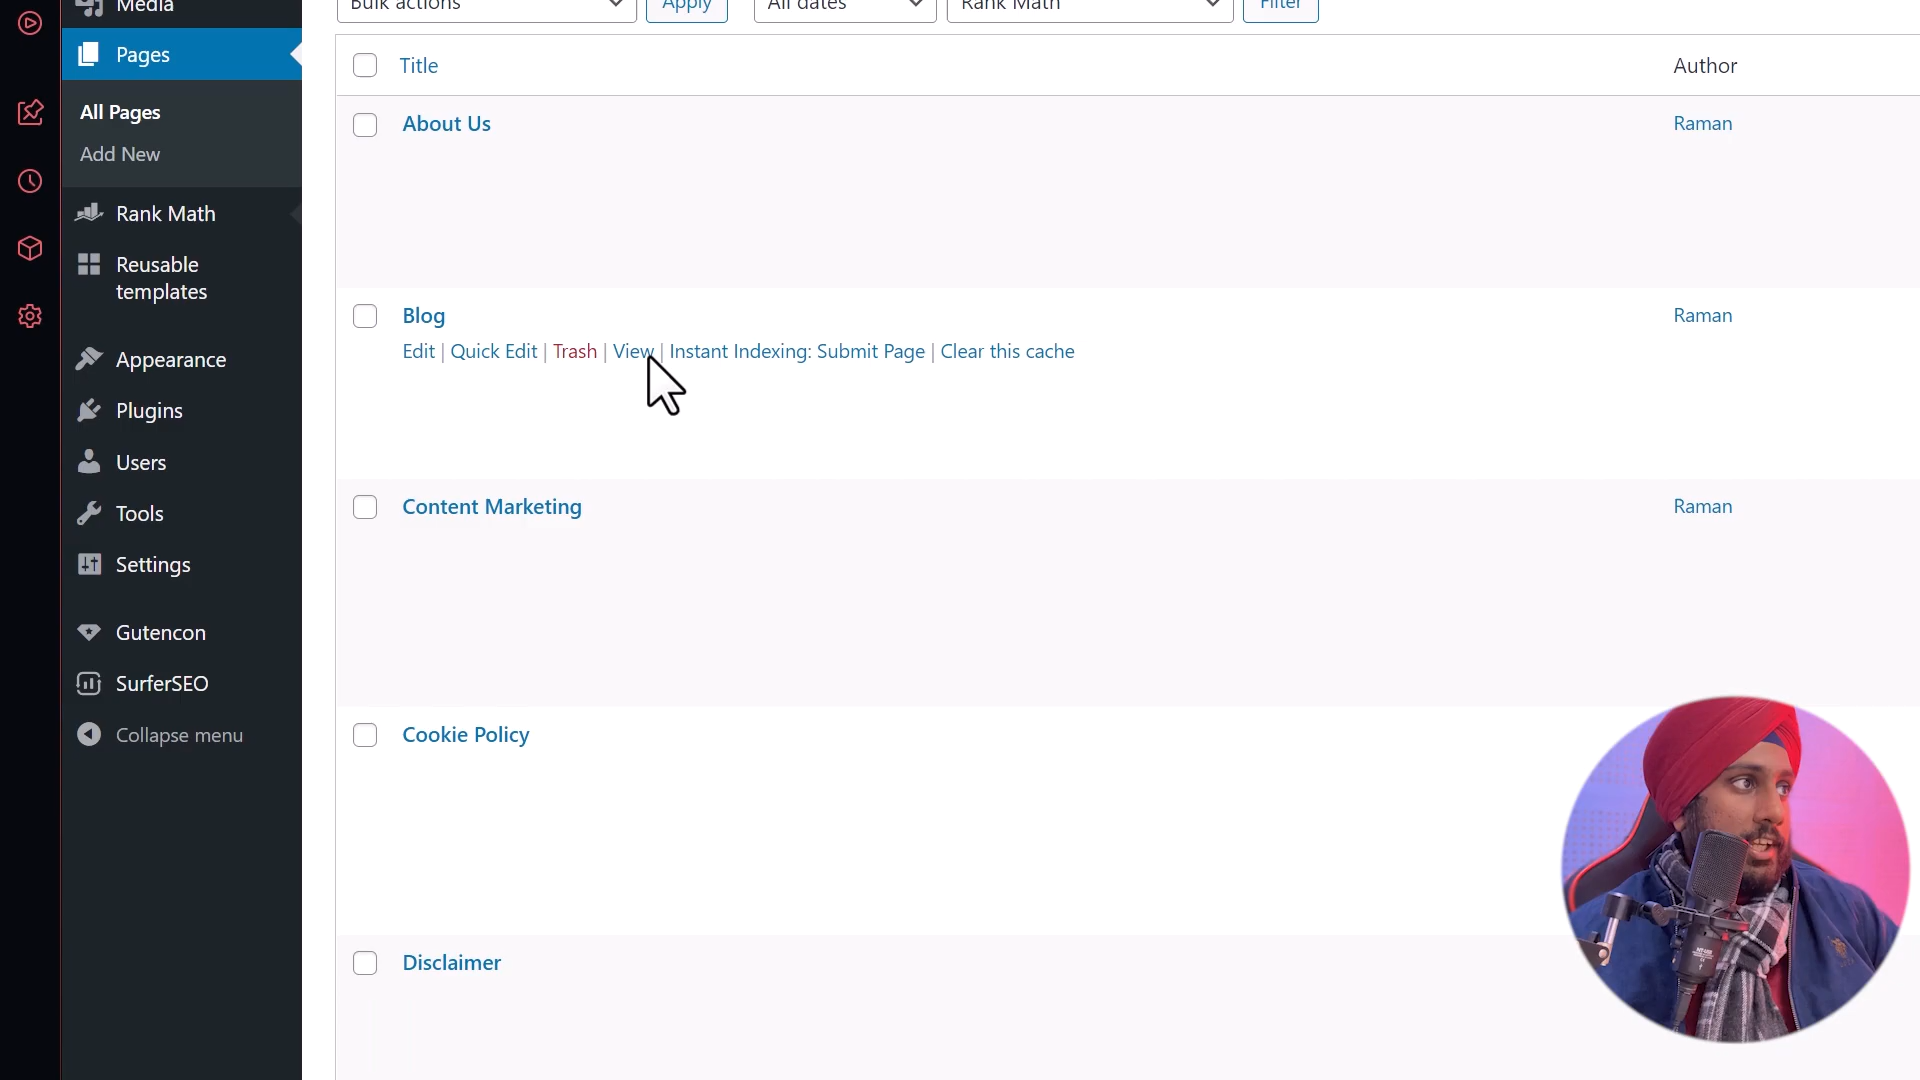 Media
Bulk actions
Apply
All dates
Rank Math
Filter
Pages
All Pages
Add New
Rank Math
Reusable
templates
Appearance
Plugins
Users
Tools
Settings
Gutencon
SurferSEO
Collapse menu
Title
Author
About Us
Raman
Blog
Raman
Edit | Quick Edit | Trash | View | Instant Indexing: Submit Page | Clear this cache
Content Marketing
Raman
Cookie Policy
Disclaimer